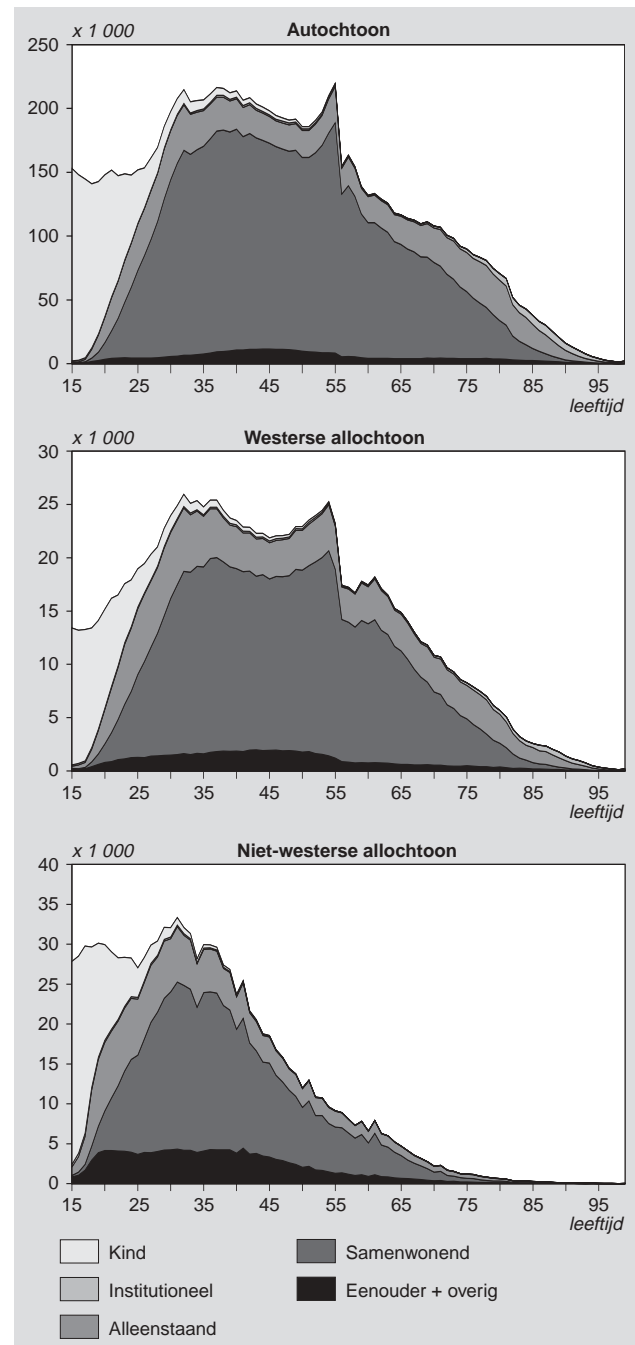 x 1 000 Autochtoon
250
200
150
100
50
0
15 25 35 45 55 65 75 85 95
leeftijd
x 1 000 Westerse allochtoon
30
25
20
15
10
5
0
15 25 35 45 55 65 75 85 95
leeftijd
x 1 000 Niet-westerse allochtoon
40
35
30
25
20
15
10
5
0
15 25 35 45 55 65 75 85 95
leeftijd
Kind Samenwonend
Institutioneel Eenouder + overig
Alleenstaand